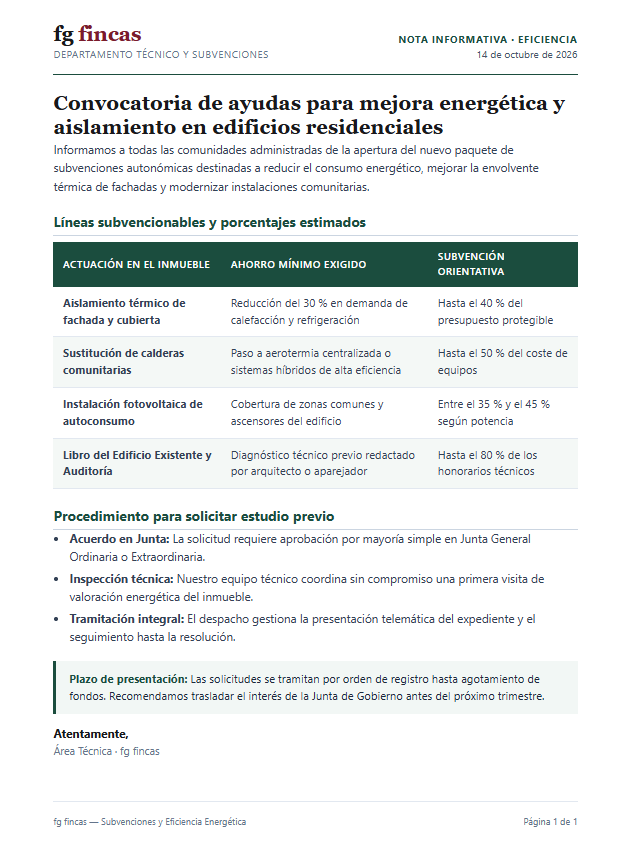 fg fincas
DEPARTAMENTO TÉCNICO Y SUBVENCIONES
NOTA INFORMATIVA · EFICIENCIA
14 de octubre de 2026
Convocatoria de ayudas para mejora energética y
aislamiento en edificios residenciales
Informamos a todas las comunidades administradas de la apertura del nuevo paquete de
subvenciones autonómicas destinadas a reducir el consumo energético, mejorar la envolvente
térmica de fachadas y modernizar instalaciones comunitarias.
Líneas subvencionables y porcentajes estimados
ACTUACIÓN EN EL INMUEBLE
AHORRO MÍNIMO EXIGIDO
SUBVENCIÓN
ORIENTATIVA
Aislamiento térmico de
fachada y cubierta
Reducción del 30 % en demanda de
calefacción y refrigeración
Hasta el 40 % del
presupuesto protegible
Sustitución de calderas
comunitarias
Paso a aerotermia centralizada o
sistemas híbridos de alta eficiencia
Hasta el 50 % del coste de
equipos
Instalación fotovoltaica de
autoconsumo
Cobertura de zonas comunes y
ascensores del edificio
Entre el 35 % y el 45 %
según potencia
Libro del Edificio Existente y
Auditoría
Diagnóstico técnico previo redactado
por arquitecto o aparejador
Hasta el 80 % de los
honorarios técnicos
Procedimiento para solicitar estudio previo
• Acuerdo en Junta: La solicitud requiere aprobación por mayoría simple en Junta General
Ordinaria o Extraordinaria.
• Inspección técnica: Nuestro equipo técnico coordina sin compromiso una primera visita de
valoración energética del inmueble.
• Tramitación integral: El despacho gestiona la presentación telemática del expediente y el
seguimiento hasta la resolución.
Plazo de presentación: Las solicitudes se tramitan por orden de registro hasta agotamiento de
fondos. Recomendamos trasladar el interés de la Junta de Gobierno antes del próximo trimestre.
Atentamente,
Área Técnica · fg fincas
fg fincas — Subvenciones y Eficiencia Energética
Página 1 de 1